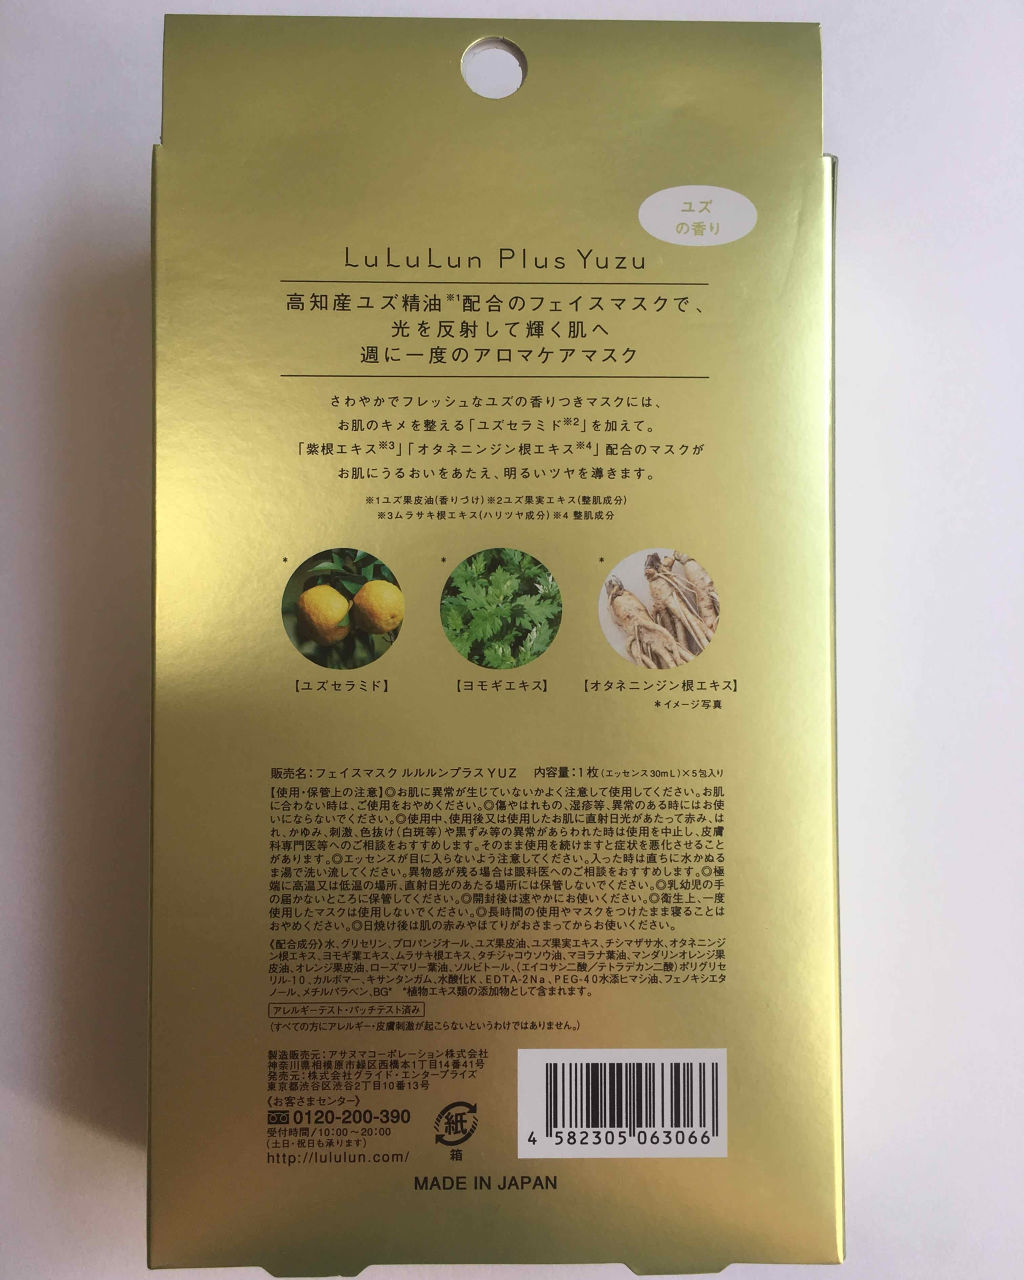 ユズ
の香り
LuLuLun Plus Yuzu
高知産ユズ精油※1配合のフェイスマスクで、
光を反射して輝く肌へ
週に一度のアロマケアマスク
さわやかでフレッシュなユズの香りつきマスクには、
お肌のキメを整える「ユズセラミド※2」を加えて。
「紫根エキス※3」「オタネニンジン根エキス※4」配合のマスクが
お肌にうるおいをあたえ、明るいツヤを導きます。
※1ユズ果皮油(香りづけ)※2ユズ果実エキス(整肌成分)
※3ムラサキ根エキス(ハリツヤ成分)※4 整肌成分
* * *
【ユズセラミド】 【ヨモギエキス】 【オタネニンジン根エキス】
*イメージ写真
販売名:フェイスマスク ルルルンプラスYUZ 内容量:1枚(エッセンス30mL)×5包入り
【使用・保管上の注意】◎お肌に異常が生じていないかよく注意して使用してください。お肌
に合わない時は、ご使用をおやめください。◎傷やはれもの、湿疹等、異常のある時にはお使
いにならないでください。◎使用中、使用後又は使用したお肌に直射日光があたって赤み、は
れ、かゆみ、刺激、色抜け(白斑等)や黒ずみ等の異常があらわれた時は使用を中止し、皮膚
科専門医等へのご相談をおすすめします。そのまま使用を続けますと症状を悪化させること
があります。◎エッセンスが目に入らないよう注意してください。入った時は直ちに水かぬる
ま湯で洗い流してください。異物感が残る場合は眼科医へのご相談をおすすめします。◎極
端に高温又は低温の場所、直射日光のあたる場所には保管しないでください。◎乳幼児の手
の届かないところに保管してください。◎開封後は速やかにお使いください。◎衛生上、一度
使用したマスクは使用しないでください。◎長時間の使用やマスクをつけたまま寝ることは
おやめください。◎日焼け後は肌の赤みやほてりがおさまってからお使いください。
《配合成分》水、グリセリン、プロパンジオール、ユズ果皮油、ユズ果実エキス、チシマザサ水、オタネニンジ
ン根エキス、ヨモギ葉エキス、ムラサキ根エキス、タチジャコウソウ油、マヨラナ葉油、マンダリンオレンジ果
皮油、オレンジ果皮油、ローズマリー葉油、ソルビトール、(エイコサン二酸/テトラデカン二酸)ポリグリセ
リル-10、カルボマー、キサンタンガム、水酸化K、EDTA-2Na、PEG-40水添ヒマシ油、フェノキシエタ
ノール、メチルパラベン、BG* *植物エキス類の添加物として含まれます。
アレルギーテスト・パッチテスト済み
(すべての方にアレルギー・皮膚刺激が起こらないというわけではありません。)
製造販売元:アサヌマコーポレーション株式会社
神奈川県相模原市緑区西橋本1丁目14番41号
発売元:株式会社グライド・エンタープライズ
東京都渋谷区渋谷2丁目10番13号
《お客さまセンター》
0120-200-390
受付時間/10:00〜20:00
(土日・祝日も承ります)
http://lululun.com/
紙
箱
4 582305 063066
MADE IN JAPAN